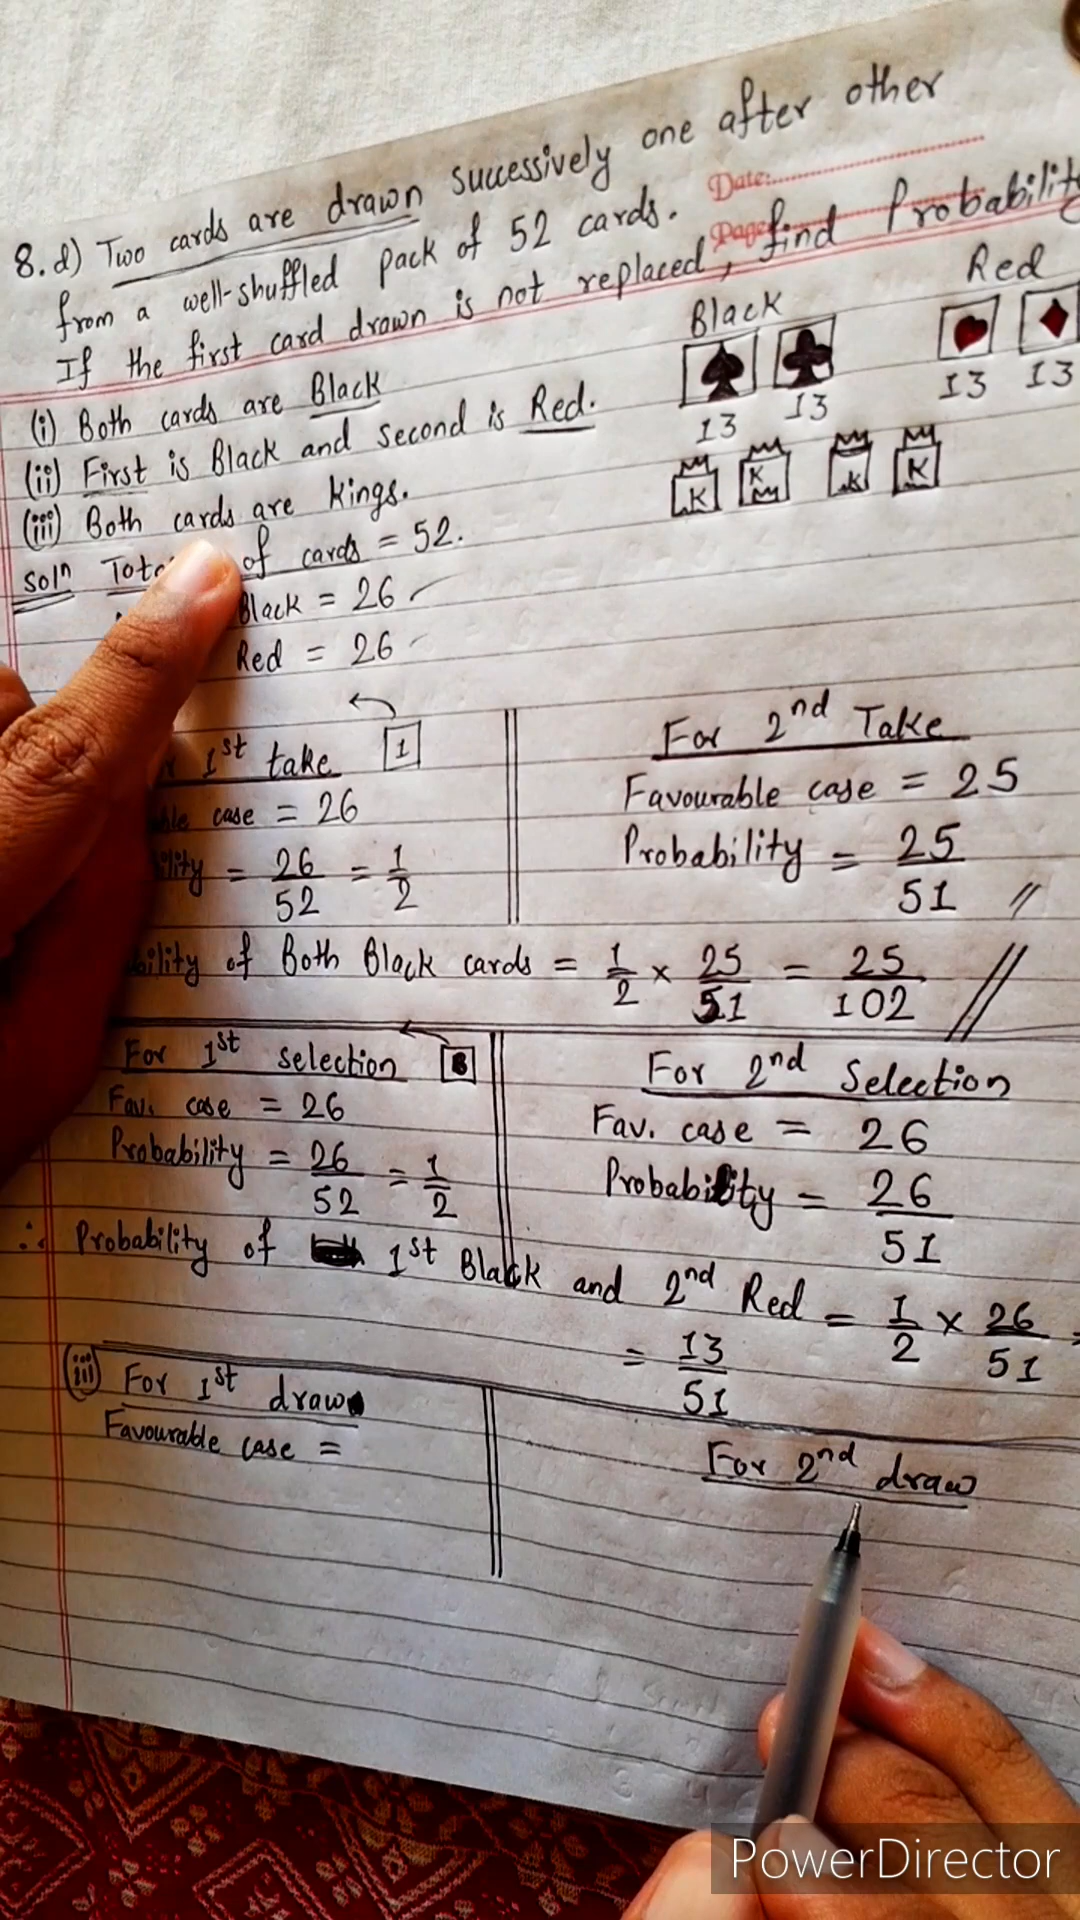 8. d) Two cards are drawn successively one after other
from a well-shuffled pack of 52 cards.
Date:
Page
If the first card drawn is not replaced, find Probability
(i) Both cards are Black
(ii) First is Black and second is Red.
(iii) Both cards are kings.
Black
Red
13 13 13 13
K K K K
Soln of cards = 52.
Black = 26
Red = 26
1st take 1
case = 26
= 26/52 = 1/2
For 2nd Take
Favourable case = 25
Probability = 25/51 //
of Both Black cards = 1/2 × 25/51 = 25/102 //
For 1st selection
Fav. case = 26
Probability = 26/52 = 1/2
For 2nd Selection
Fav. case = 26
Probability = 26/51
∴ Probability of 1st Black and 2nd Red = 1/2 × 26/51 =
= 13/51
(iii) For 1st draw
Favourable case =
For 2nd draw
PowerDirector